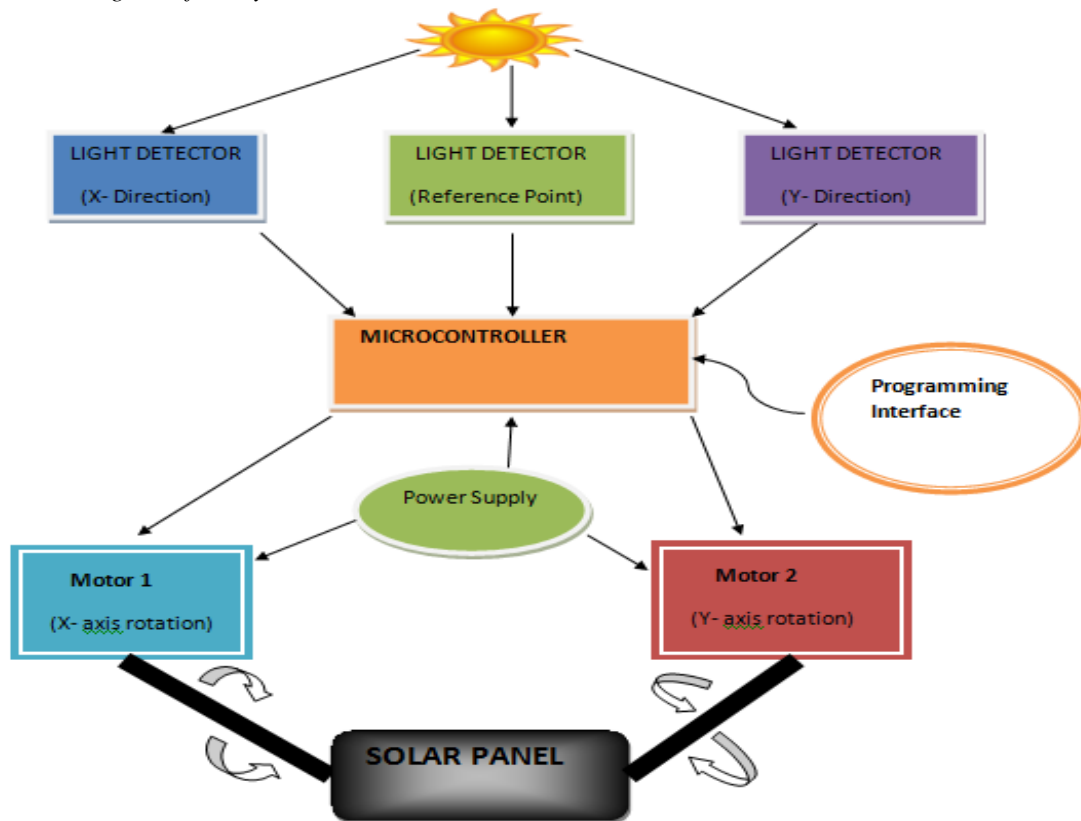 LIGHT DETECTOR
(X- Direction)
LIGHT DETECTOR
(Reference Point)
LIGHT DETECTOR
(Y- Direction)
MICROCONTROLLER
Programming
Interface
Power Supply
Motor 1
(X- axis rotation)
Motor 2
(Y- axis rotation)
SOLAR PANEL